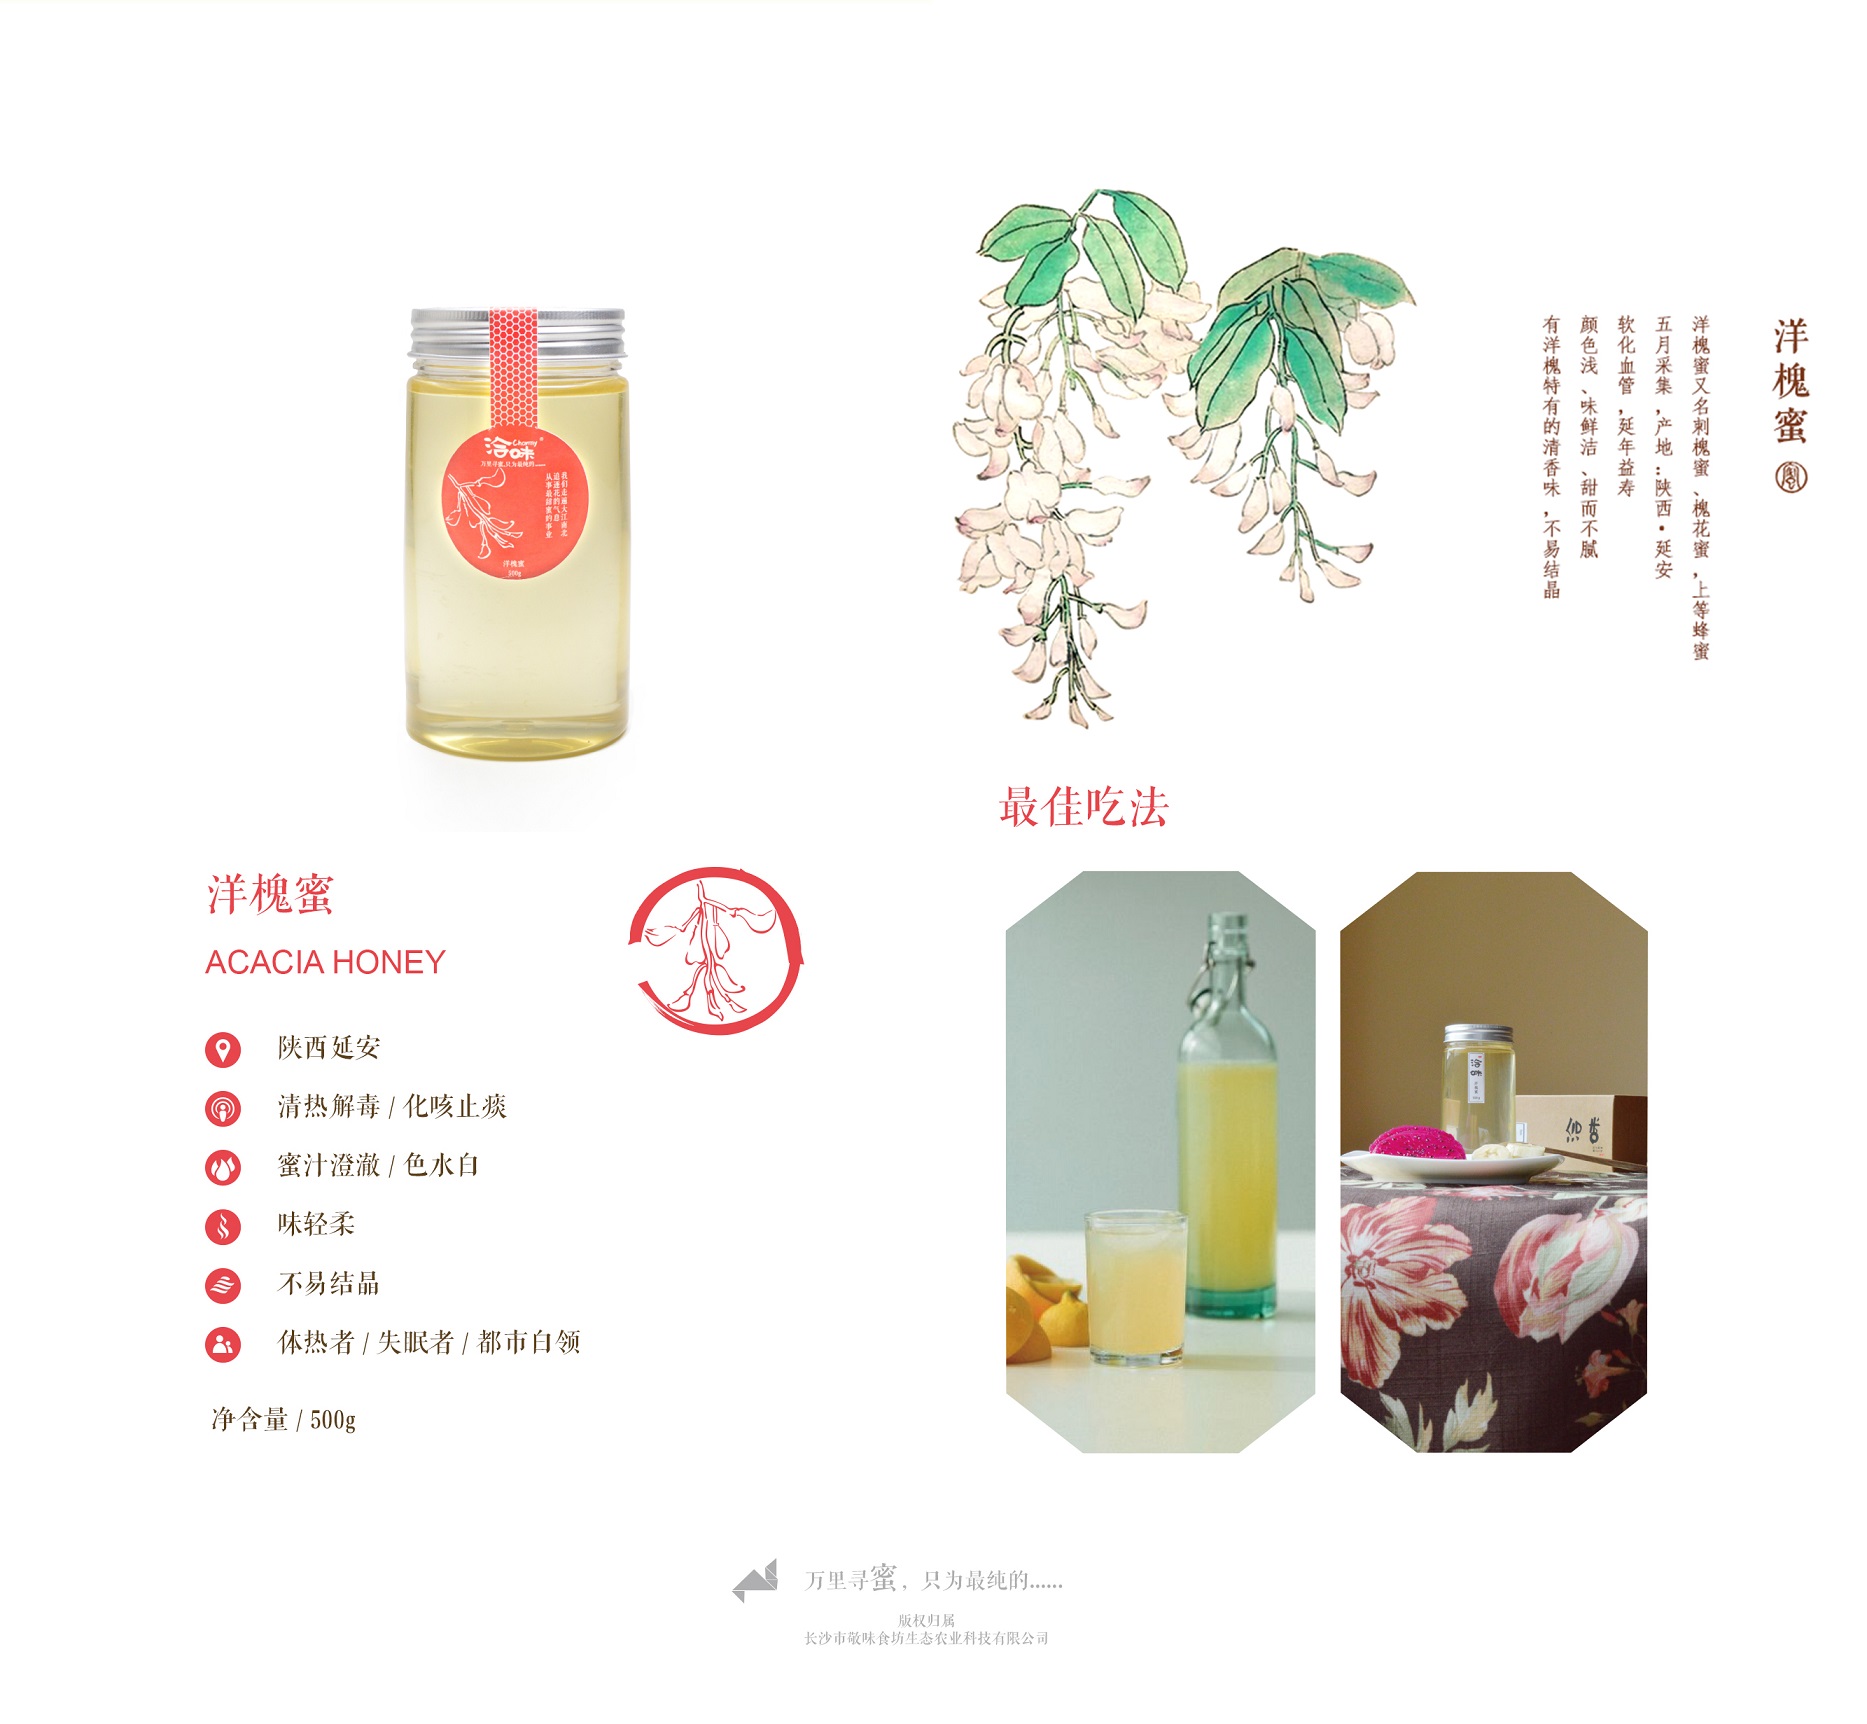 洽味
Charmy
万里寻蜜,只为最纯的......
我们走遍大江南北
追逐花的气息
从事最甜蜜的事业
洋槐蜜
500g
洋槐蜜
洋槐蜜又名刺槐蜜、槐花蜜,上等蜂蜜
五月采集,产地:陕西·延安
软化血管,延年益寿
颜色浅、味鲜洁、甜而不腻
有洋槐特有的清香味,不易结晶
洋槐蜜
ACACIA HONEY
陕西延安
清热解毒 / 化咳止痰
蜜汁澄澈 / 色水白
味轻柔
不易结晶
体热者 / 失眠者 / 都市白领
净含量 / 500g
最佳吃法
洽味
万里寻蜜，只为最纯的......
版权归属
长沙市敬味食坊生态农业科技有限公司